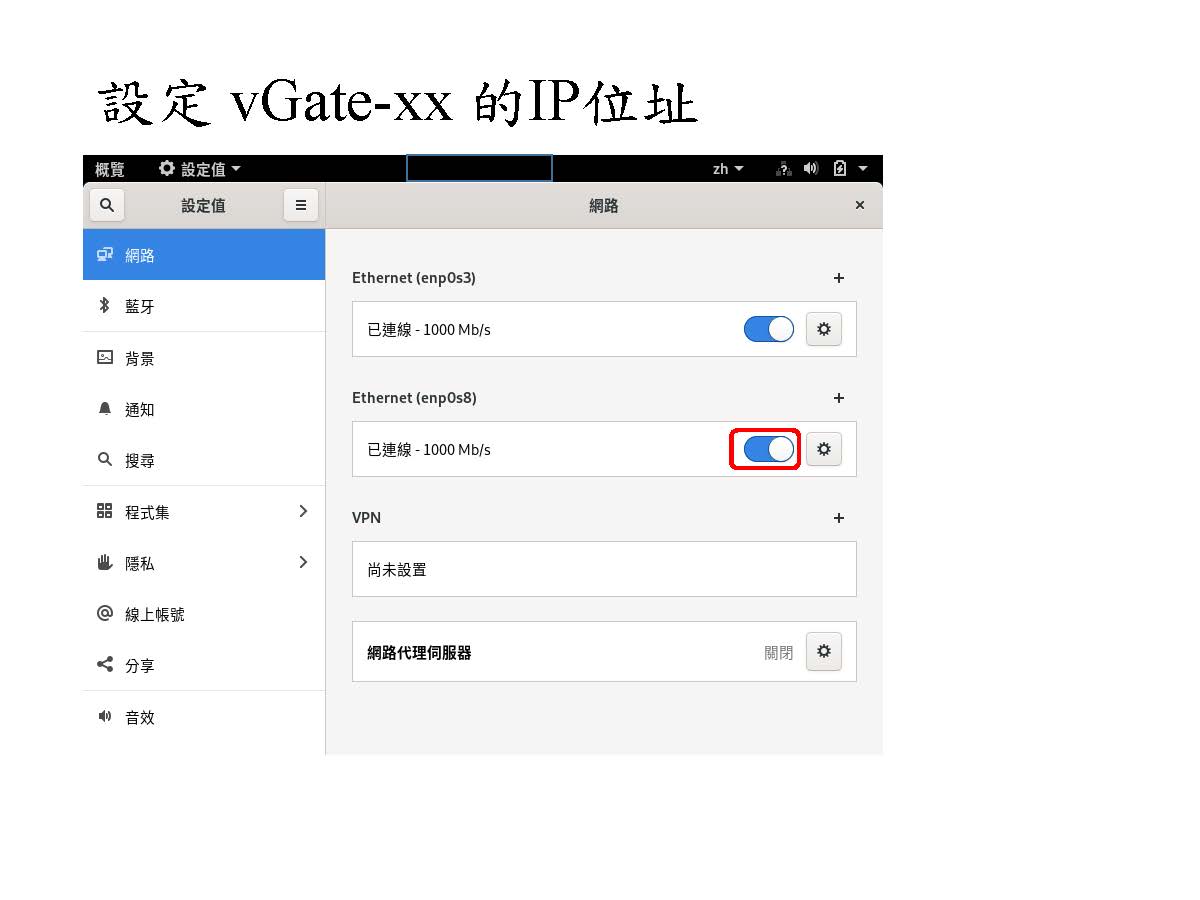 設定 vGate-xx 的IP位址
概覽 設定值 zh
設定值 網路
網路
藍牙
背景
通知
搜尋
程式集
隱私
線上帳號
分享
音效
Ethernet (enp0s3)
已連線 - 1000 Mb/s
Ethernet (enp0s8)
已連線 - 1000 Mb/s
VPN
尚未設置
網路代理伺服器 關閉